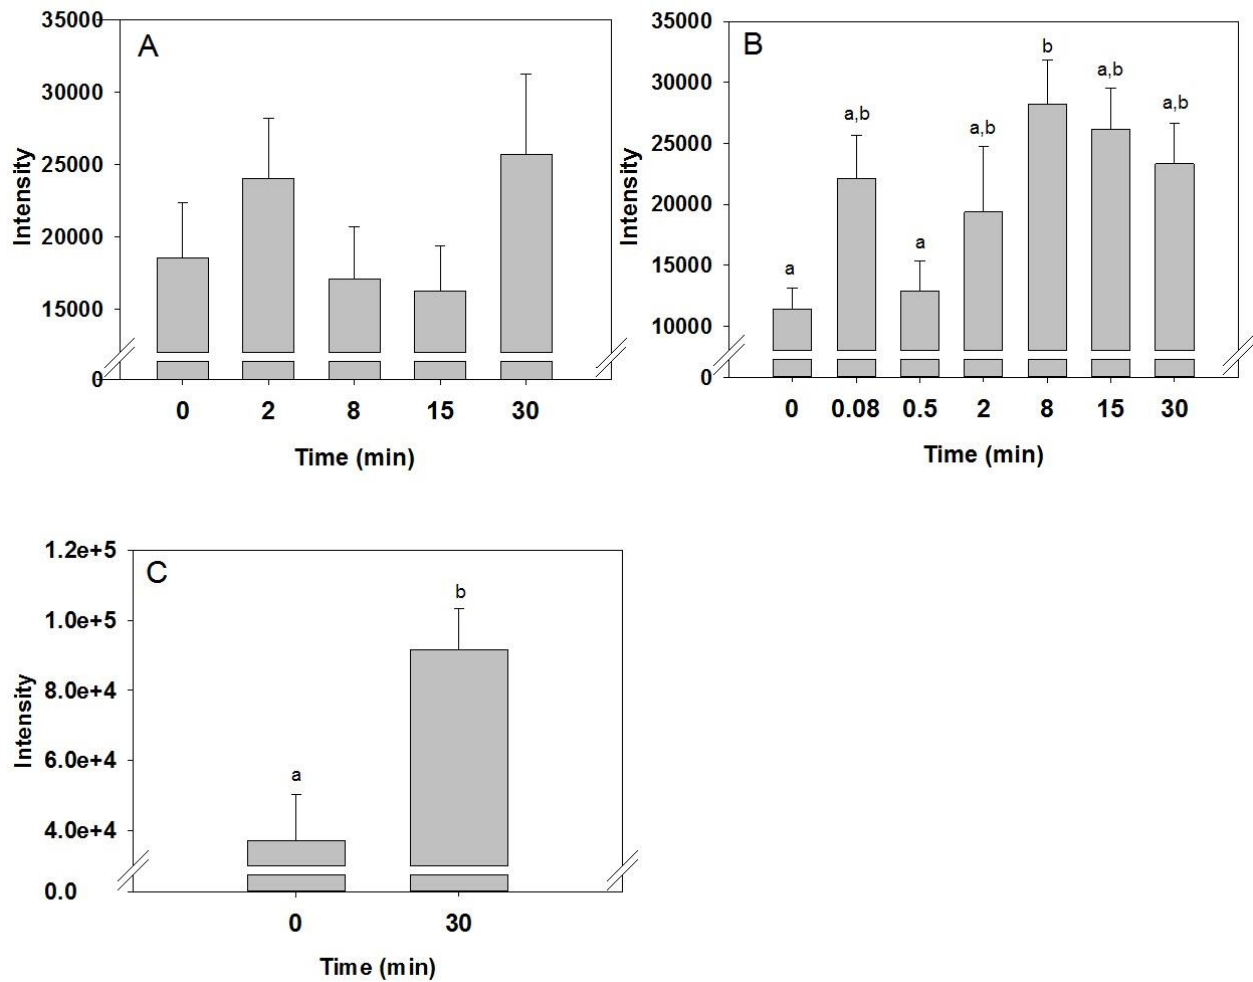 A
35000
30000
25000
20000
15000
0
Intensity
0 2 8 15 30
Time (min)
B
35000
30000
25000
20000
15000
10000
0
Intensity
a a,b a a,b b a,b a,b
0 0.08 0.5 2 8 15 30
Time (min)
C
1.2e+5
1.0e+5
8.0e+4
6.0e+4
4.0e+4
0.0
Intensity
a b
0 30
Time (min)